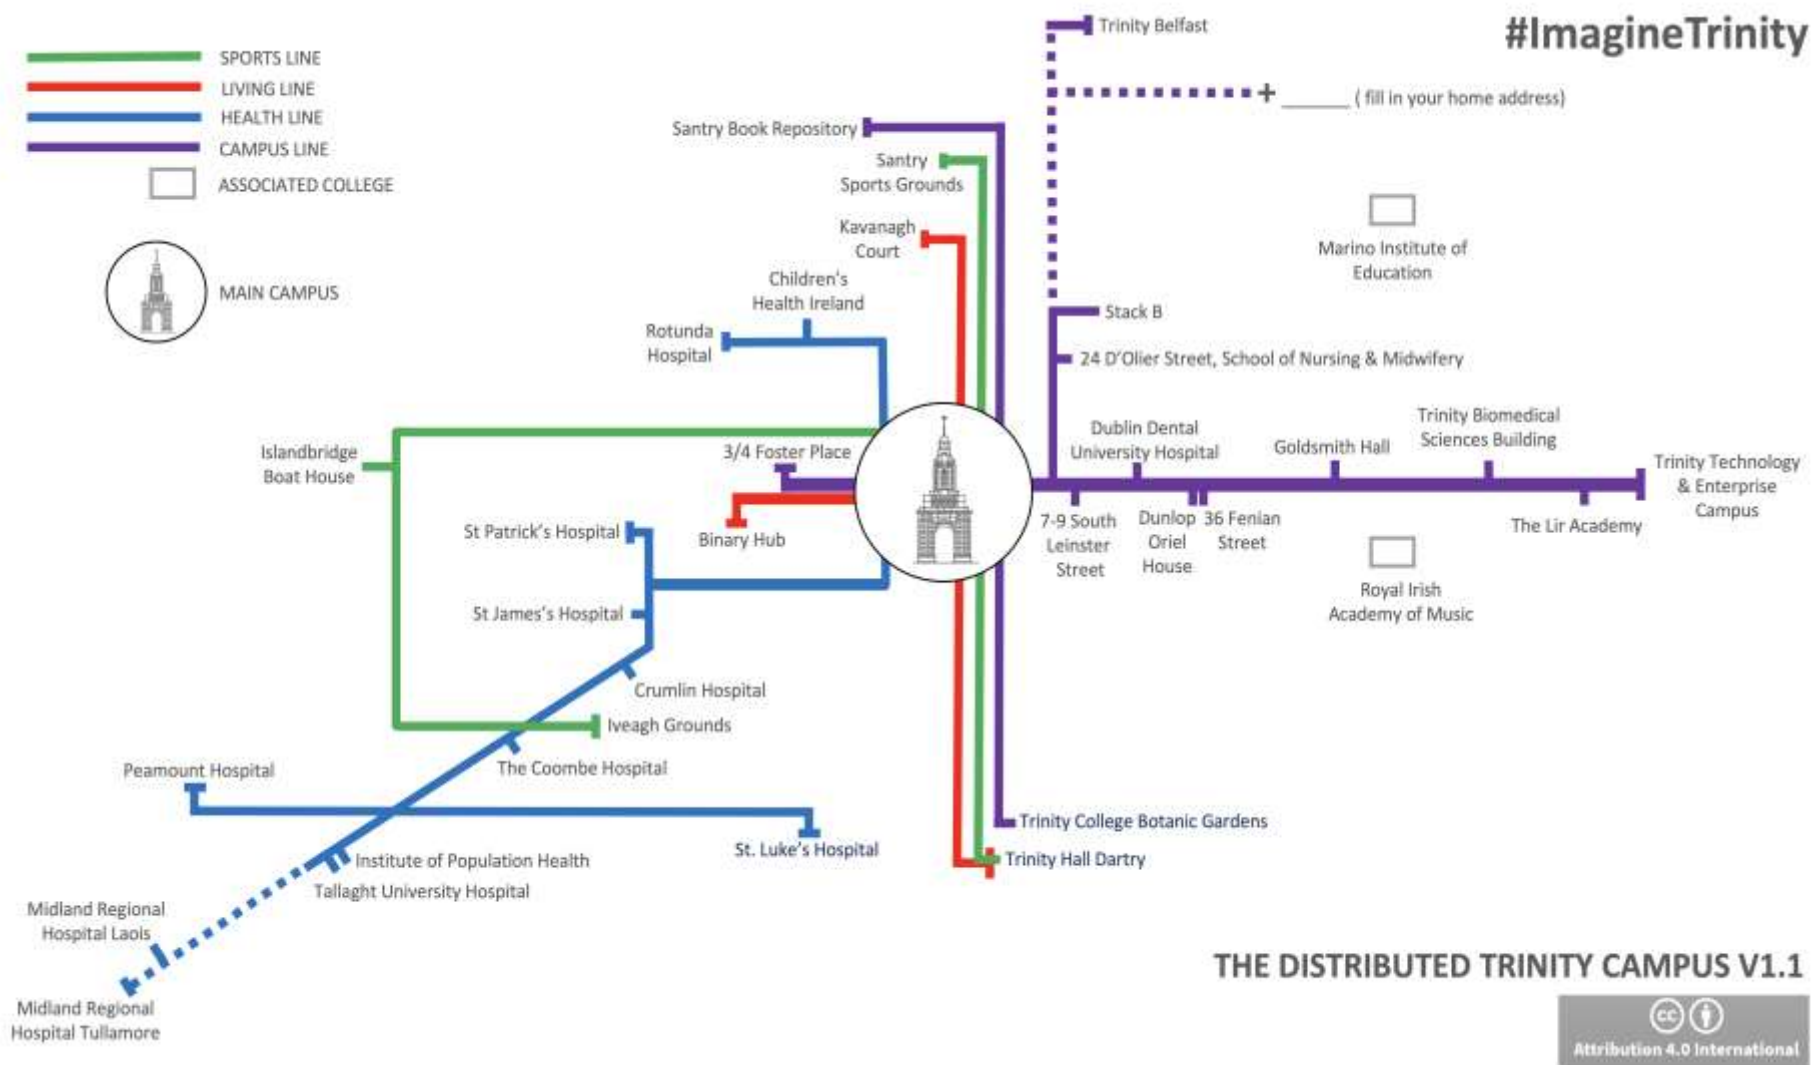 #ImagineTrinity
SPORTS LINE
LIVING LINE
HEALTH LINE
CAMPUS LINE
ASSOCIATED COLLEGE
MAIN CAMPUS
Trinity Belfast
+ ______ ( fill in your home address)
Santry Book Repository
Santry
Sports Grounds
Kavanagh
Court
Children's
Health Ireland
Rotunda
Hospital
Marino Institute of
Education
Stack B
24 D'Olier Street, School of Nursing & Midwifery
Islandbridge
Boat House
3/4 Foster Place
Binary Hub
Dublin Dental
University Hospital
Goldsmith Hall
Trinity Biomedical
Sciences Building
Trinity Technology
& Enterprise
Campus
7-9 South
Leinster
Street
Dunlop
Oriel
House
36 Fenian
Street
The Lir Academy
Royal Irish
Academy of Music
St Patrick's Hospital
St James's Hospital
Crumlin Hospital
Iveagh Grounds
The Coombe Hospital
Peamount Hospital
St. Luke's Hospital
Trinity College Botanic Gardens
Trinity Hall Dartry
Institute of Population Health
Tallaght University Hospital
Midland Regional
Hospital Laois
Midland Regional
Hospital Tullamore
THE DISTRIBUTED TRINITY CAMPUS V1.1
cc
Attribution 4.0 International